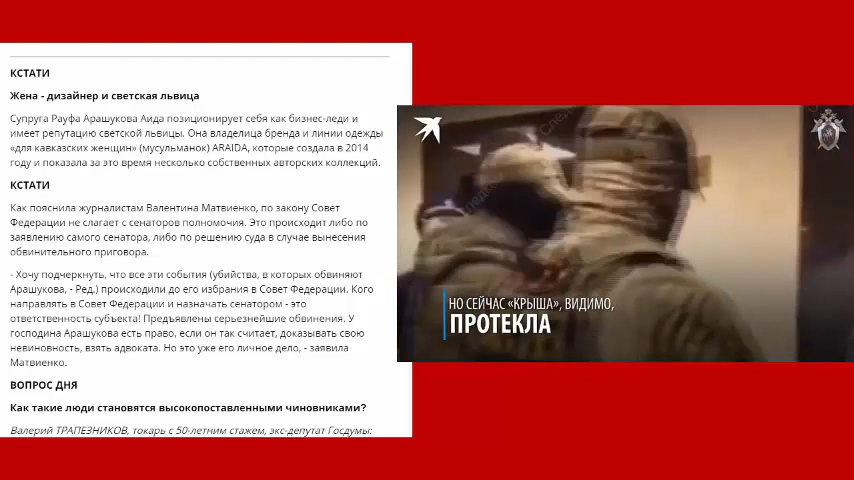 КСТАТИ
Жена - дизайнер и светская львица
Супруга Рауфа Арашукова Аида позиционирует себя как бизнес-леди и
имеет репутацию светской львицы. Она владелица бренда и линии одежды
«для кавказских женщин» (мусульманок) ARAIDA, которые создала в 2014
году и показала за это время несколько собственных авторских коллекций.
КСТАТИ
Как пояснила журналистам Валентина Матвиенко, по закону Совет
Федерации не слагает с сенаторов полномочия. Это происходит либо по
заявлению самого сенатора, либо по решению суда в случае вынесения
обвинительного приговора.
- Хочу подчеркнуть, что все эти события (убийства, в которых обвиняют
Арашукова, - Ред.) происходили до его избрания в Совет Федерации. Кого
направлять в Совет Федерации и назначать сенатором - это
ответственность субъекта! Предъявлены серьезнейшие обвинения. У
господина Арашукова есть право, если он так считает, доказывать свою
невиновность, взять адвоката. Но это уже его личное дело, - заявила
Матвиенко.
ВОПРОС ДНЯ
Как такие люди становятся высокопоставленными чиновниками?
Валерий ТРАПЕЗНИКОВ, токарь с 50-летним стажем, экс-депутат Госдумы:
НО СЕЙЧАС «КРЫША», ВИДИМО,
ПРОТЕКЛА